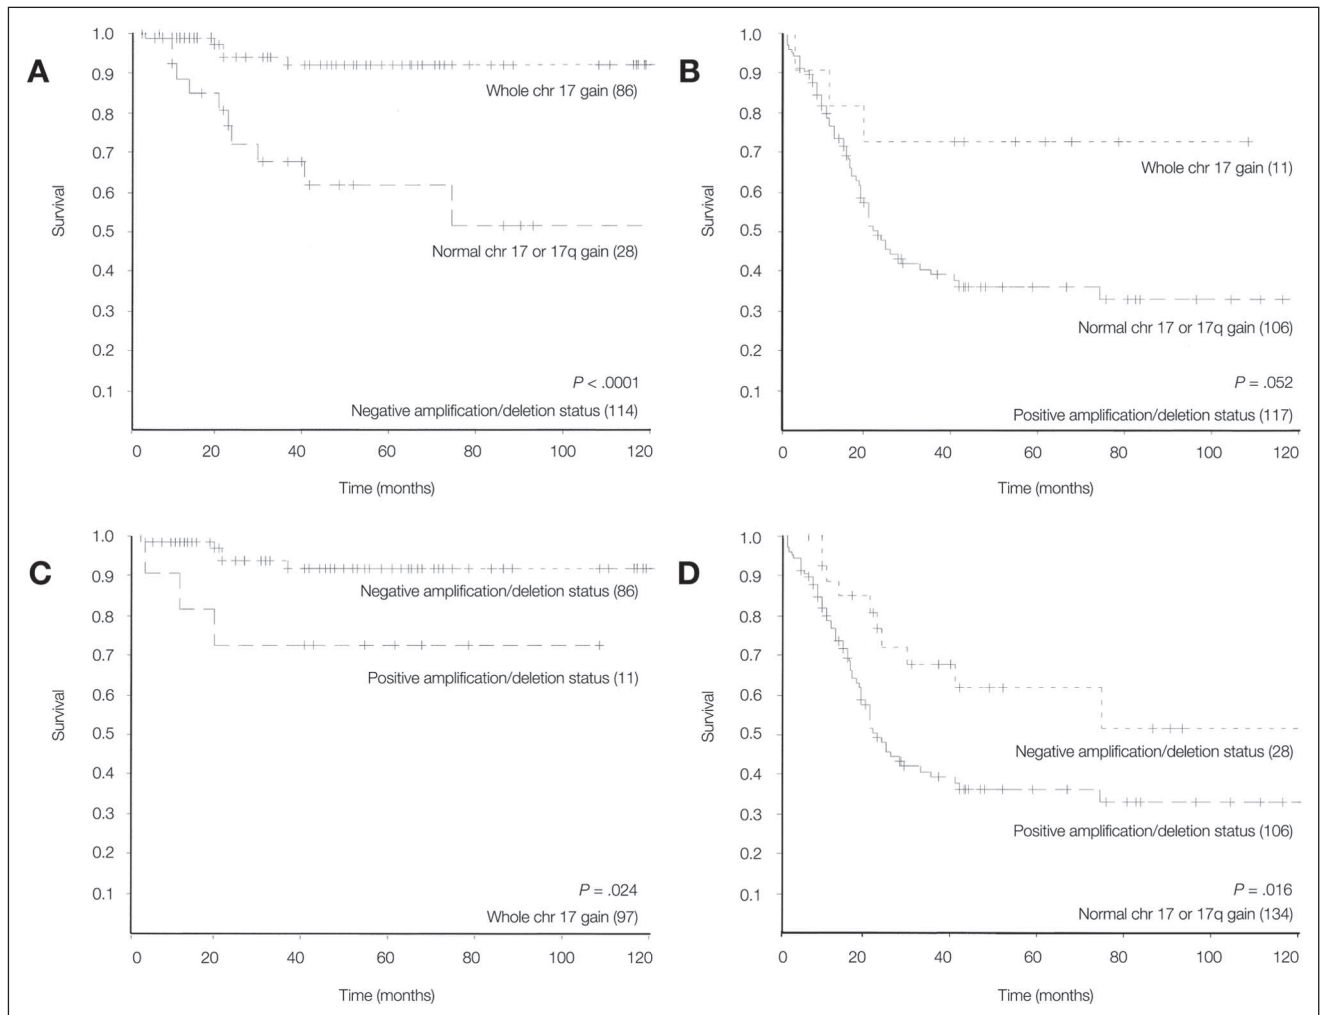 A
Survival
1.0
0.9
0.8
0.7
0.6
0.5
0.4
0.3
0.2
0.1
Whole chr 17 gain (86)
Normal chr 17 or 17q gain (28)
P < .0001
Negative amplification/deletion status (114)
0 20 40 60 80 100 120
Time (months)
B
Survival
1.0
0.9
0.8
0.7
0.6
0.5
0.4
0.3
0.2
0.1
Whole chr 17 gain (11)
Normal chr 17 or 17q gain (106)
P = .052
Positive amplification/deletion status (117)
0 20 40 60 80 100 120
Time (months)
C
Survival
1.0
0.9
0.8
0.7
0.6
0.5
0.4
0.3
0.2
0.1
Negative amplification/deletion status (86)
Positive amplification/deletion status (11)
P = .024
Whole chr 17 gain (97)
0 20 40 60 80 100 120
Time (months)
D
Survival
1.0
0.9
0.8
0.7
0.6
0.5
0.4
0.3
0.2
0.1
Negative amplification/deletion status (28)
Positive amplification/deletion status (106)
P = .016
Normal chr 17 or 17q gain (134)
0 20 40 60 80 100 120
Time (months)